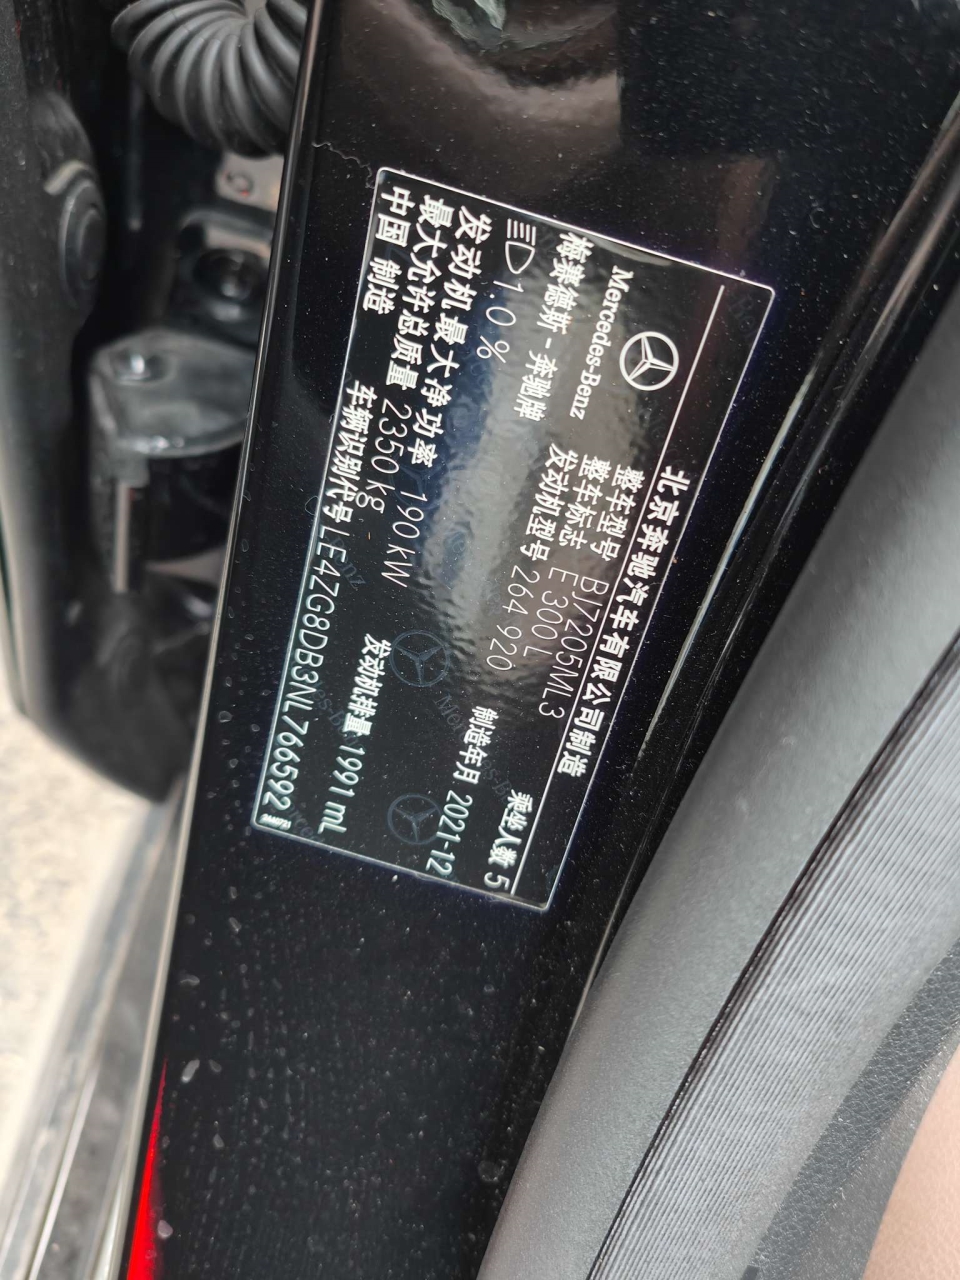 北京奔驰汽车有限公司制造
Mercedes-Benz
梅赛德斯-奔驰牌
整车型号 BJ7205ML3
整车标志 E 300 L
发动机型号 264 920
乘坐人数 5
1.0 %
制造年月 2021-12
发动机最大净功率 190 kW
最大允许总质量 2350 kg
发动机排量 1991 mL
中国 制造
车辆识别代号 LE4ZG8DB3NL766592